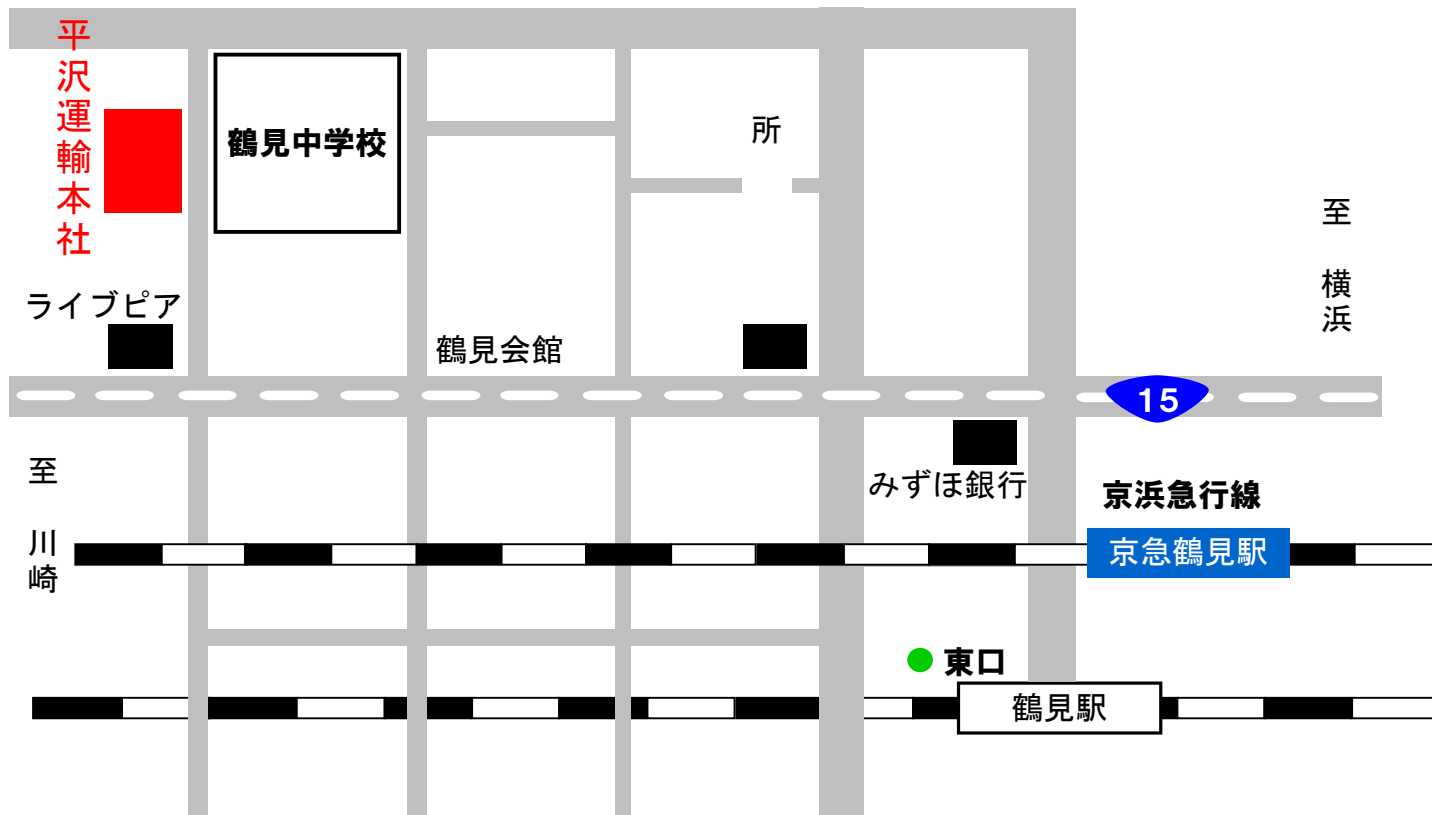 平沢運輸本社
鶴見中学校
所
至 横浜
ライブピア
鶴見会館
15
至 川崎
みずほ銀行
京浜急行線
京急鶴見駅
東口
鶴見駅